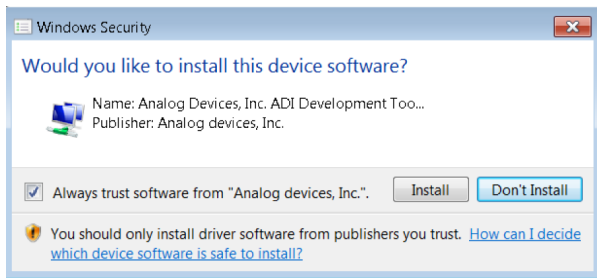 Windows Security
Would you like to install this device software?
Name: Analog Devices, Inc. ADI Development Too...
Publisher: Analog devices, Inc.
Always trust software from "Analog devices, Inc.".
Install
Don't Install
You should only install driver software from publishers you trust. How can I decide
which device software is safe to install?